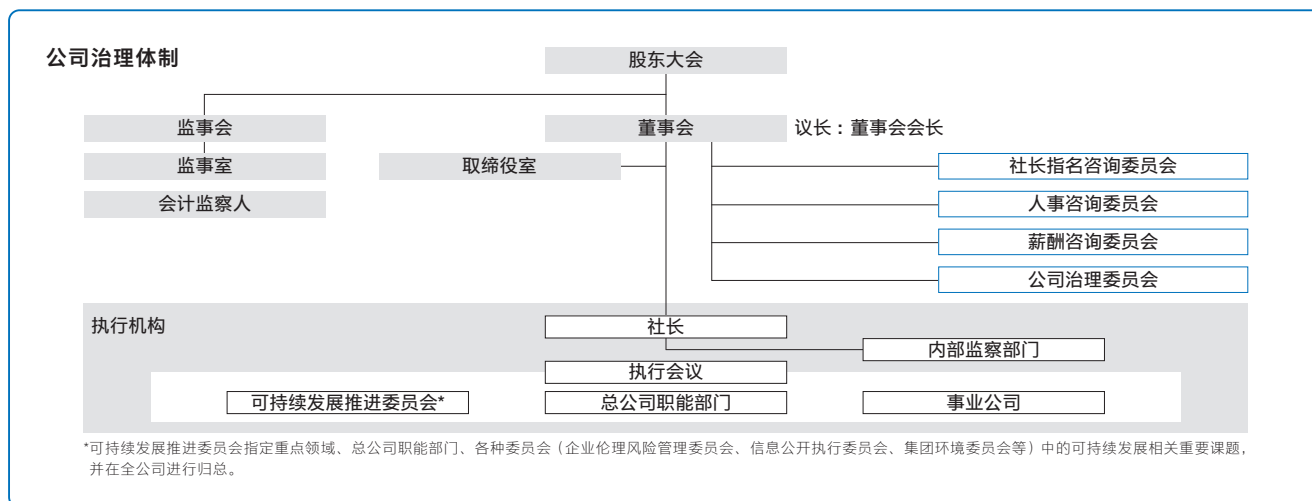 公司治理体制
股东大会
监事会
董事会
议长：董事会会长
监事室
取缔役室
社长指名咨询委员会
会计监察人
人事咨询委员会
薪酬咨询委员会
公司治理委员会
执行机构
社长
内部监察部门
执行会议
可持续发展推进委员会*
总公司职能部门
事业公司
*可持续发展推进委员会指定重点领域、总公司职能部门、各种委员会（企业伦理风险管理委员会、信息公开执行委员会、集团环境委员会等）中的可持续发展相关重要课题，
并在全公司进行归总。